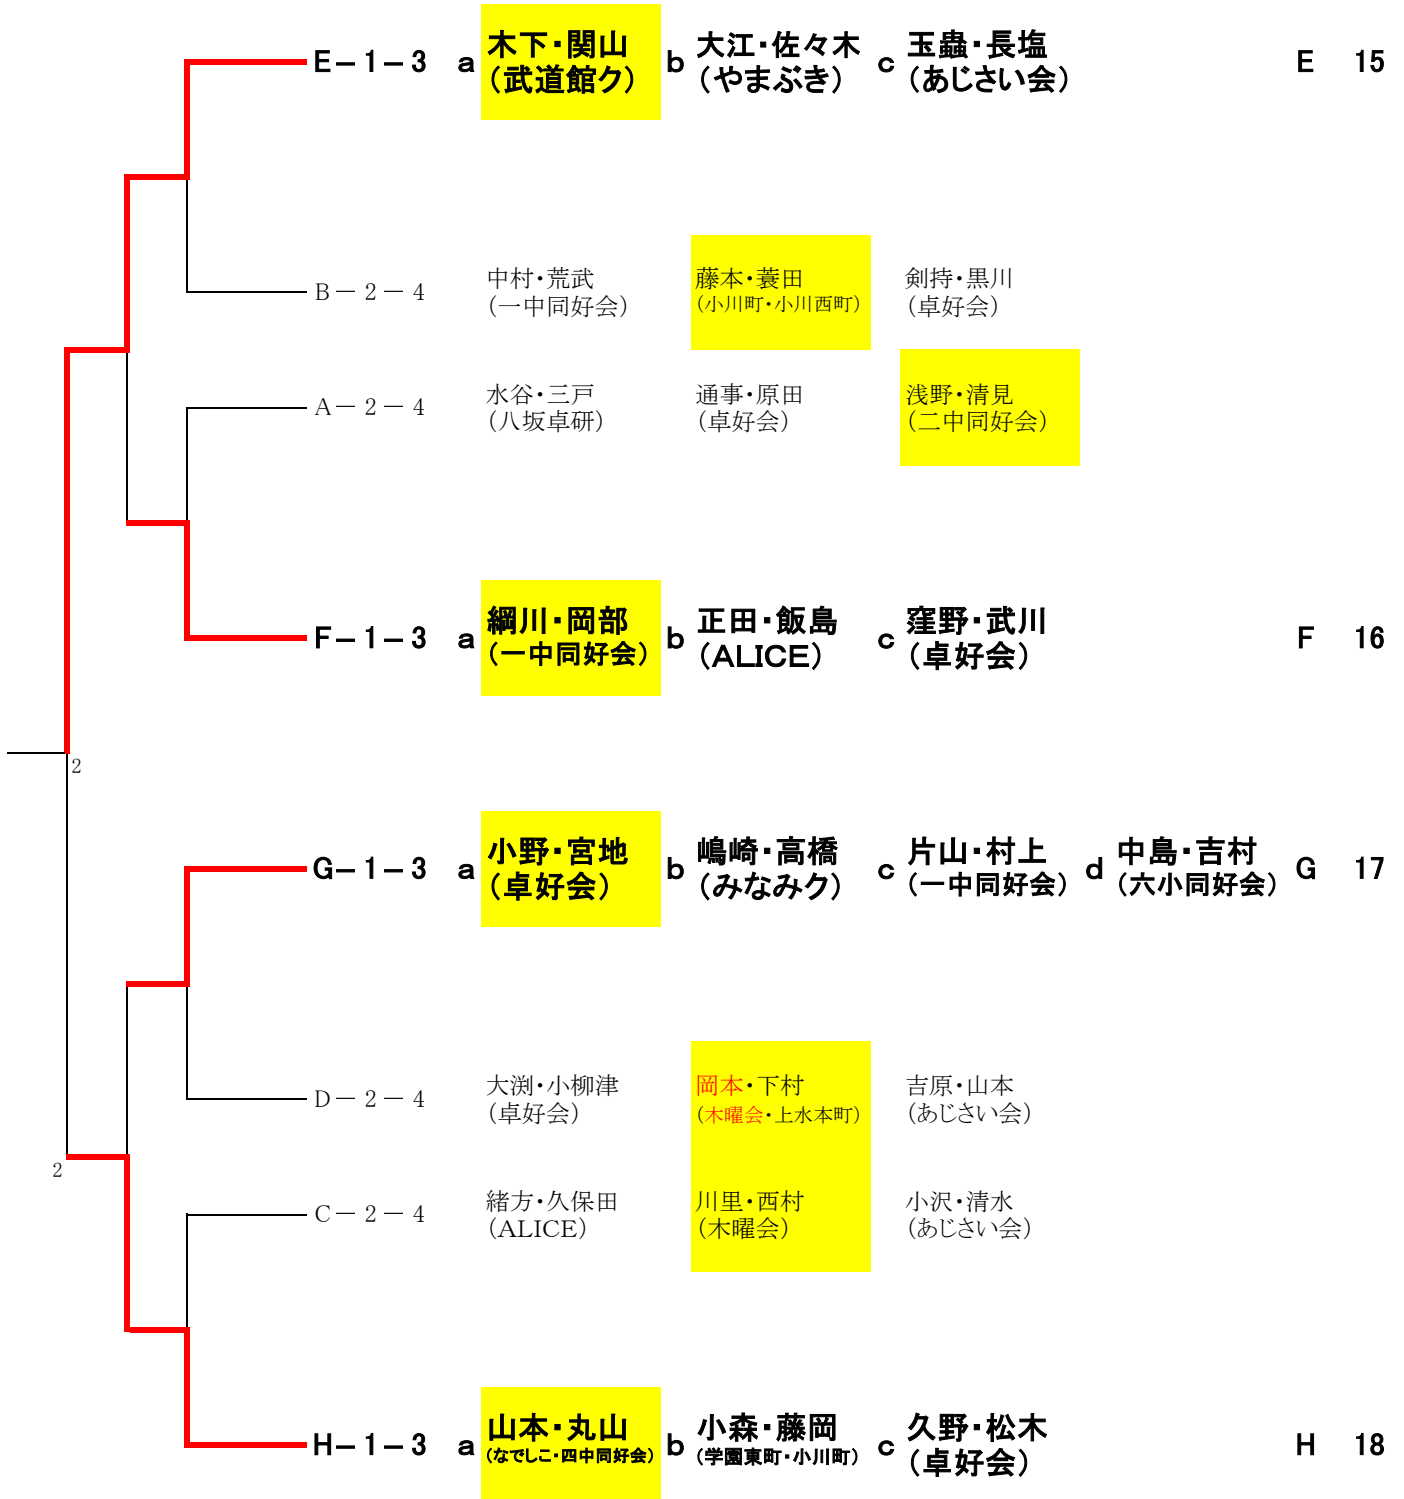 E－1－3 a 木下・関山 b 大江・佐々木 c 玉蟲・長塩 E 15
(武道館ク) (やまぶき) (あじさい会)
B－2－4 中村・荒武 藤本・蓑田 剣持・黒川
(一中同好会) (小川町・小川西町) (卓好会)
A－2－4 水谷・三戸 通事・原田 浅野・清見
(八坂卓研) (卓好会) (二中同好会)
F－1－3 a 綱川・岡部 b 正田・飯島 c 窪野・武川 F 16
(一中同好会) (ALICE) (卓好会)
2
G－1－3 a 小野・宮地 b 嶋崎・高橋 c 片山・村上 d 中島・吉村 G 17
(卓好会) (みなみク) (一中同好会) (六小同好会)
D－2－4 大渕・小柳津 岡本・下村 吉原・山本
(卓好会) (木曜会・上水本町) (あじさい会)
2
C－2－4 緒方・久保田 川里・西村 小沢・清水
(ALICE) (木曜会) (あじさい会)
H－1－3 a 山本・丸山 b 小森・藤岡 c 久野・松木 H 18
(なでしこ・四中同好会) (学園東町・小川町) (卓好会)